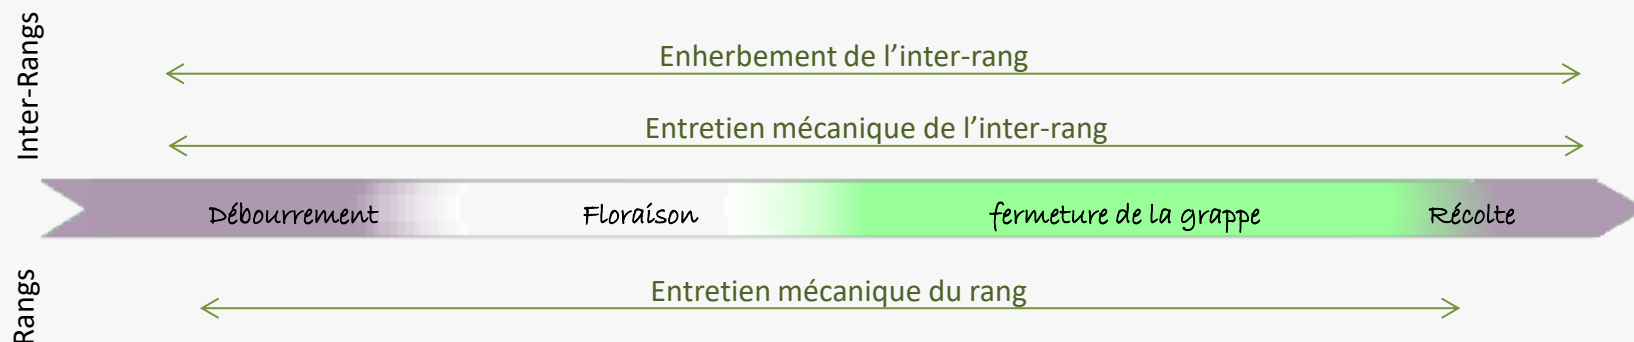 Inter-Rangs
Enherbement de l’inter-rang
Entretien mécanique de l’inter-rang
Débourrement Floraison fermeture de la grappe Récolte
Rangs
Entretien mécanique du rang